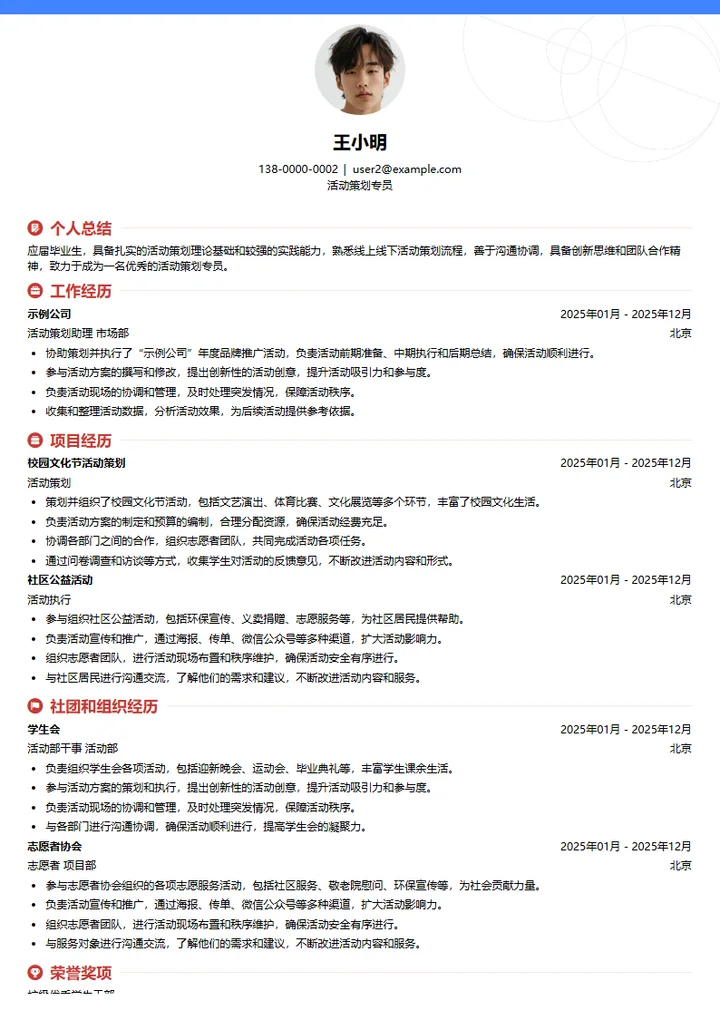 王小明
138-0000-0002 | user2@example.com
活动策划专员
个人总结
应届毕业生，具备扎实的活动策划理论基础和较强的实践能力，熟悉线上线下活动策划流程，善于沟通协调，具备创新思维和团队合作精
神，致力于成为一名优秀的活动策划专员。
工作经历
示例公司 2025年01月 - 2025年12月
活动策划助理 市场部 北京
• 协助策划并执行了“示例公司”年度品牌推广活动，负责活动前期准备、中期执行和后期总结，确保活动顺利进行。
• 参与活动方案的撰写和修改，提出创新性的活动创意，提升活动吸引力和参与度。
• 负责活动现场的协调和管理，及时处理突发情况，保障活动秩序。
• 收集和整理活动数据，分析活动效果，为后续活动提供参考依据。
项目经历
校园文化节活动策划 2025年01月 - 2025年12月
活动策划 北京
• 策划并组织了校园文化节活动，包括文艺演出、体育比赛、文化展览等多个环节，丰富了校园文化生活。
• 负责活动方案的制定和预算的编制，合理分配资源，确保活动经费充足。
• 协调各部门之间的合作，组织志愿者团队，共同完成活动各项任务。
• 通过问卷调查和访谈等方式，收集学生对活动的反馈意见，不断改进活动内容和形式。
社区公益活动 2025年01月 - 2025年12月
活动执行 北京
• 参与组织社区公益活动，包括环保宣传、义卖捐赠、志愿服务等，为社区居民提供帮助。
• 负责活动宣传和推广，通过海报、传单、微信公众号等多种渠道，扩大活动影响力。
• 组织志愿者团队，进行活动现场布置和秩序维护，确保活动安全有序进行。
• 与社区居民进行沟通交流，了解他们的需求和建议，不断改进活动内容和服务。
社团和组织经历
学生会 2025年01月 - 2025年12月
活动部干事 活动部 北京
• 负责组织学生会各项活动，包括迎新晚会、运动会、毕业典礼等，丰富学生课余生活。
• 参与活动方案的策划和执行，提出创新性的活动创意，提升活动吸引力和参与度。
• 负责活动现场的协调和管理，及时处理突发情况，保障活动秩序。
• 与各部门进行沟通协调，确保活动顺利进行，提高学生会的凝聚力。
志愿者协会 2025年01月 - 2025年12月
志愿者 项目部 北京
• 参与志愿者协会组织的各项志愿服务活动，包括社区服务、敬老院慰问、环保宣传等，为社会贡献力量。
• 负责活动宣传和推广，通过海报、传单、微信公众号等多种渠道，扩大活动影响力。
• 组织志愿者团队，进行活动现场布置和秩序维护，确保活动安全有序进行。
• 与服务对象进行沟通交流，了解他们的需求和建议，不断改进活动内容和服务。
荣誉奖项